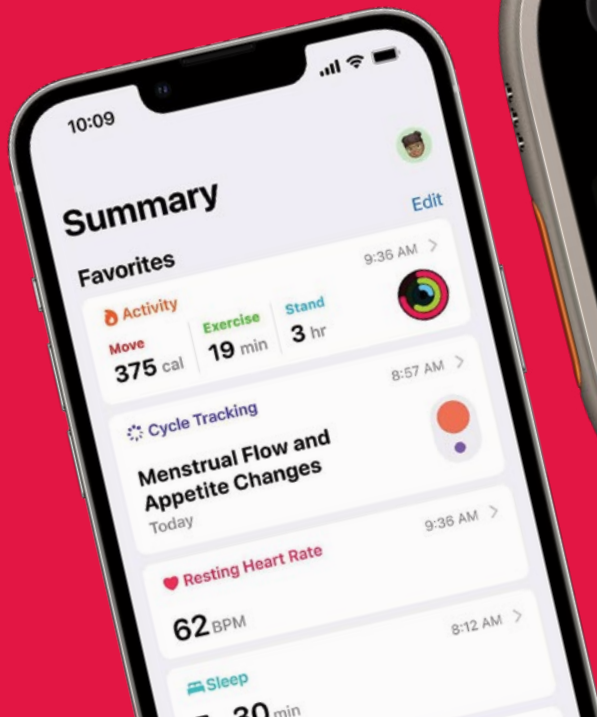 10:09
Summary
Edit
Favorites
Activity
9:36 AM
Move
375 cal
Exercise
19 min
Stand
3 hr
Cycle Tracking
8:57 AM
Menstrual Flow and
Appetite Changes
Today
Resting Heart Rate
9:36 AM
62 BPM
Sleep
8:12 AM
30 min